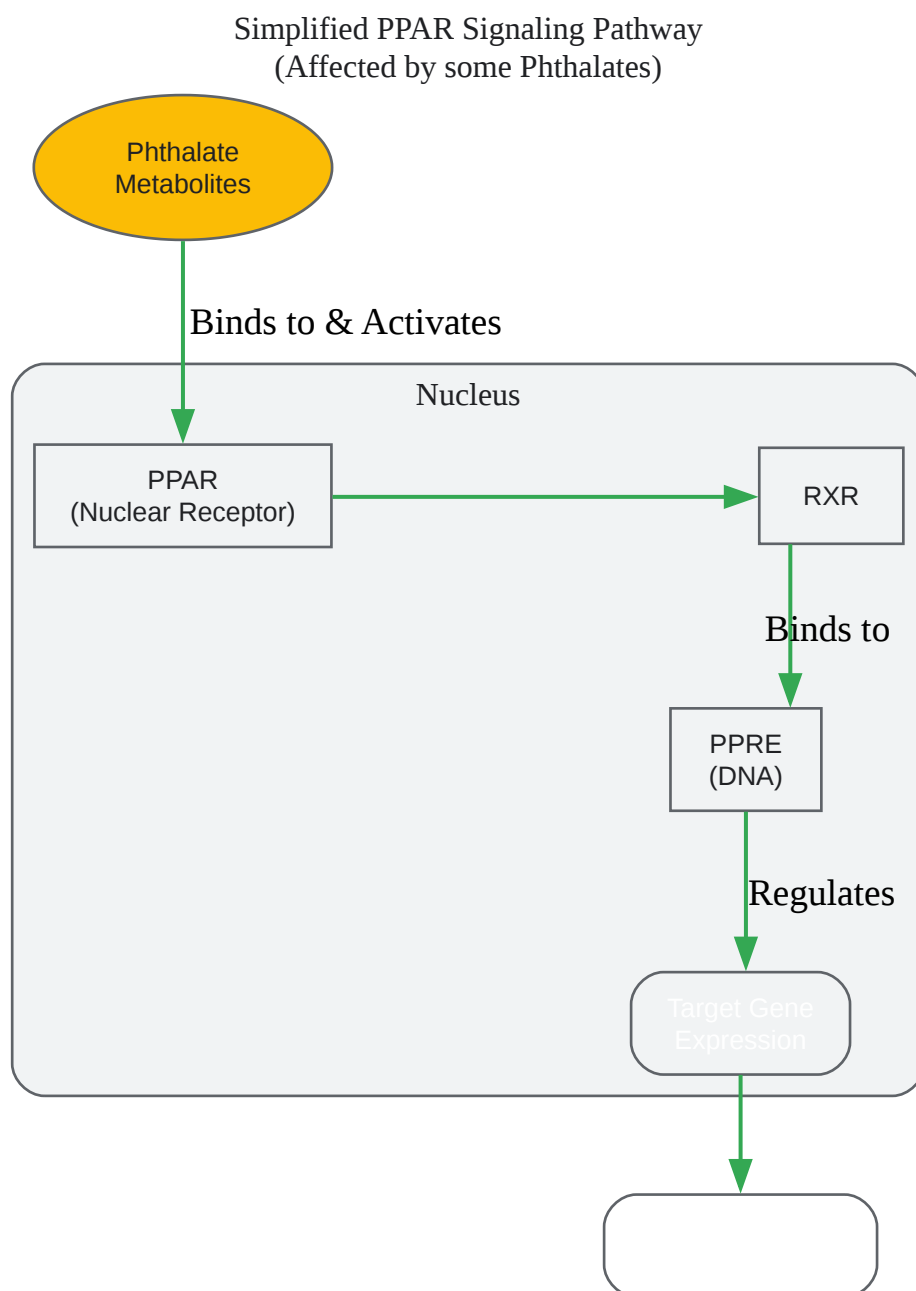 Simplified PPAR Signaling Pathway
(Affected by some Phthalates)
Phthalate
Metabolites
Binds to & Activates
Nucleus
PPAR
(Nuclear Receptor)
RXR
Binds to
PPRE
(DNA)
Regulates
Target Gene
Expression